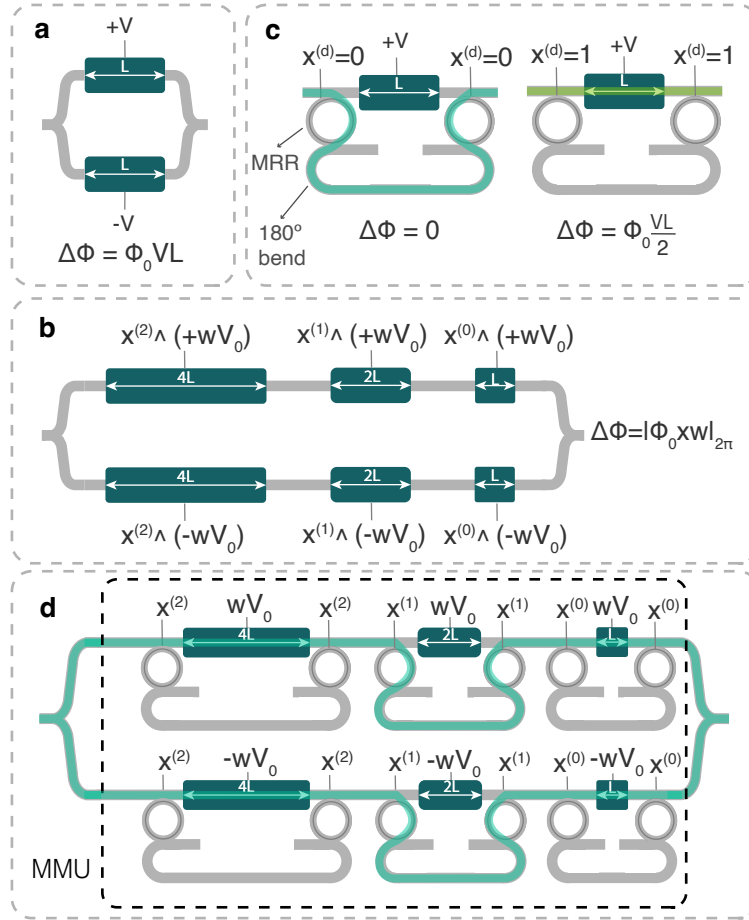 a
+V
L
L
-V
ΔΦ = Φ₀VL
c
x⁽ᵈ⁾=0 +V x⁽ᵈ⁾=0 x⁽ᵈ⁾=1 +V x⁽ᵈ⁾=1
L L
MRR
180º
bend
ΔΦ = 0 ΔΦ = Φ₀ VL/2
b
x⁽²⁾∧ (+wV₀) x⁽¹⁾∧ (+wV₀) x⁽⁰⁾∧ (+wV₀)
4L 2L L
ΔΦ=|Φ₀xw|₂π
4L 2L L
x⁽²⁾∧ (-wV₀) x⁽¹⁾∧ (-wV₀) x⁽⁰⁾∧ (-wV₀)
d
x⁽²⁾ wV₀ x⁽²⁾ x⁽¹⁾ wV₀ x⁽¹⁾ x⁽⁰⁾ wV₀ x⁽⁰⁾
4L 2L L
x⁽²⁾ -wV₀ x⁽²⁾ x⁽¹⁾ -wV₀ x⁽¹⁾ x⁽⁰⁾ -wV₀ x⁽⁰⁾
4L 2L L
MMU